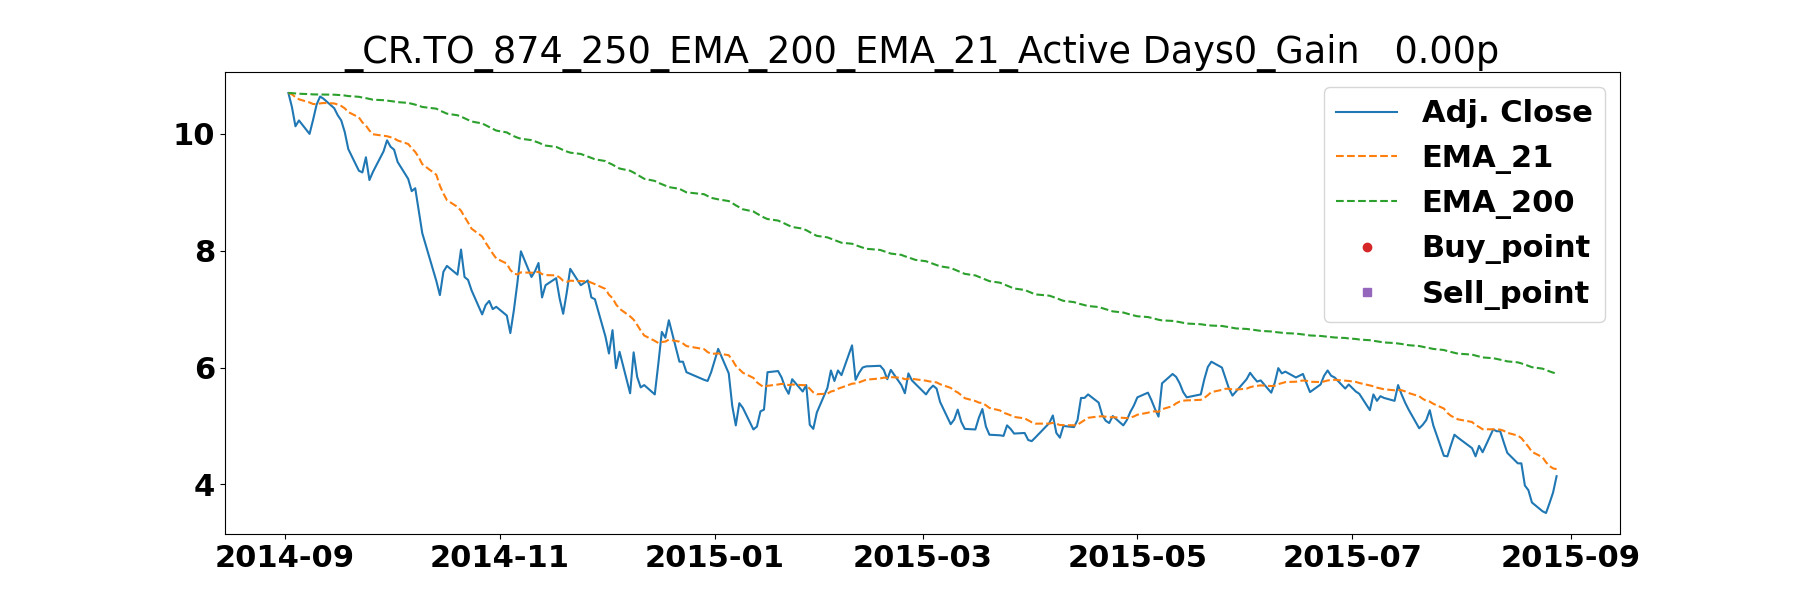 _CR.TO_874_250_EMA_200_EMA_21_Active Days0_Gain   0.00p
Adj. Close
EMA_21
EMA_200
Buy_point
Sell_point
10
8
6
4
2014-09 2014-11 2015-01 2015-03 2015-05 2015-07 2015-09